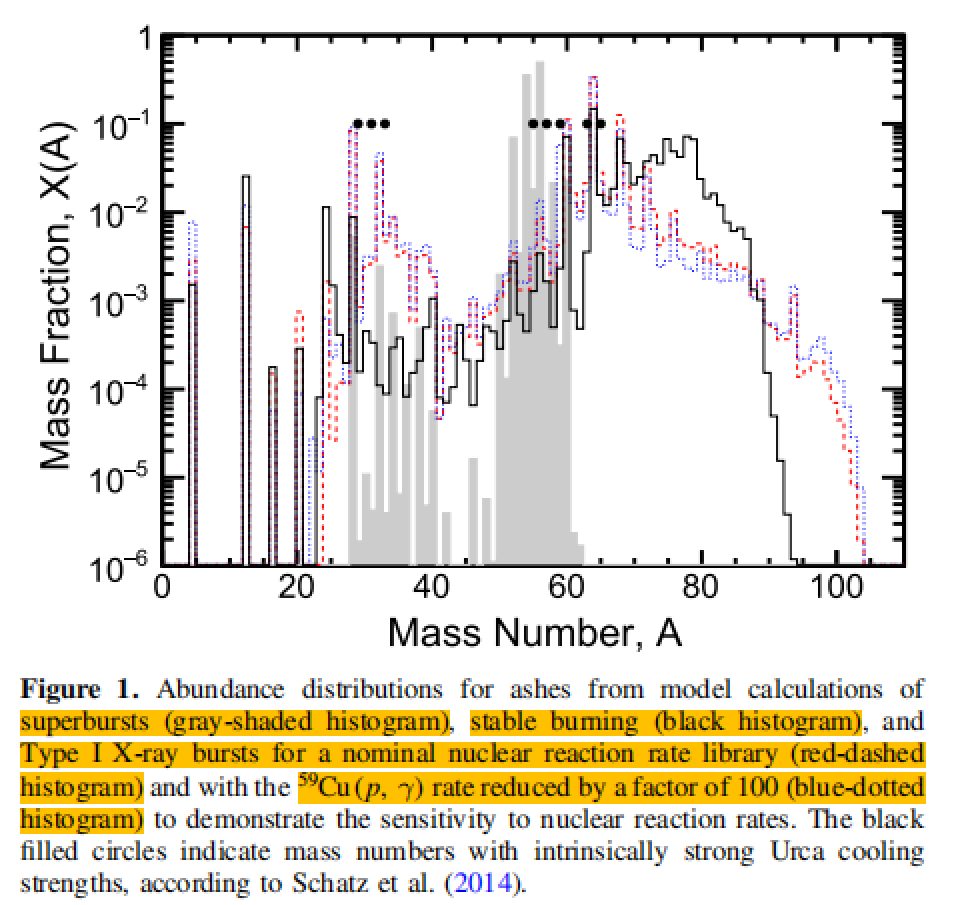 1
10−1
10−2
10−3
10−4
10−5
10−6
Mass Fraction, X(A)
0 20 40 60 80 100
Mass Number, A
Figure 1. Abundance distributions for ashes from model calculations of
superbursts (gray-shaded histogram), stable burning (black histogram), and
Type I X-ray bursts for a nominal nuclear reaction rate library (red-dashed
histogram) and with the 59Cu(p, γ) rate reduced by a factor of 100 (blue-dotted
histogram) to demonstrate the sensitivity to nuclear reaction rates. The black
filled circles indicate mass numbers with intrinsically strong Urca cooling
strengths, according to Schatz et al. (2014).